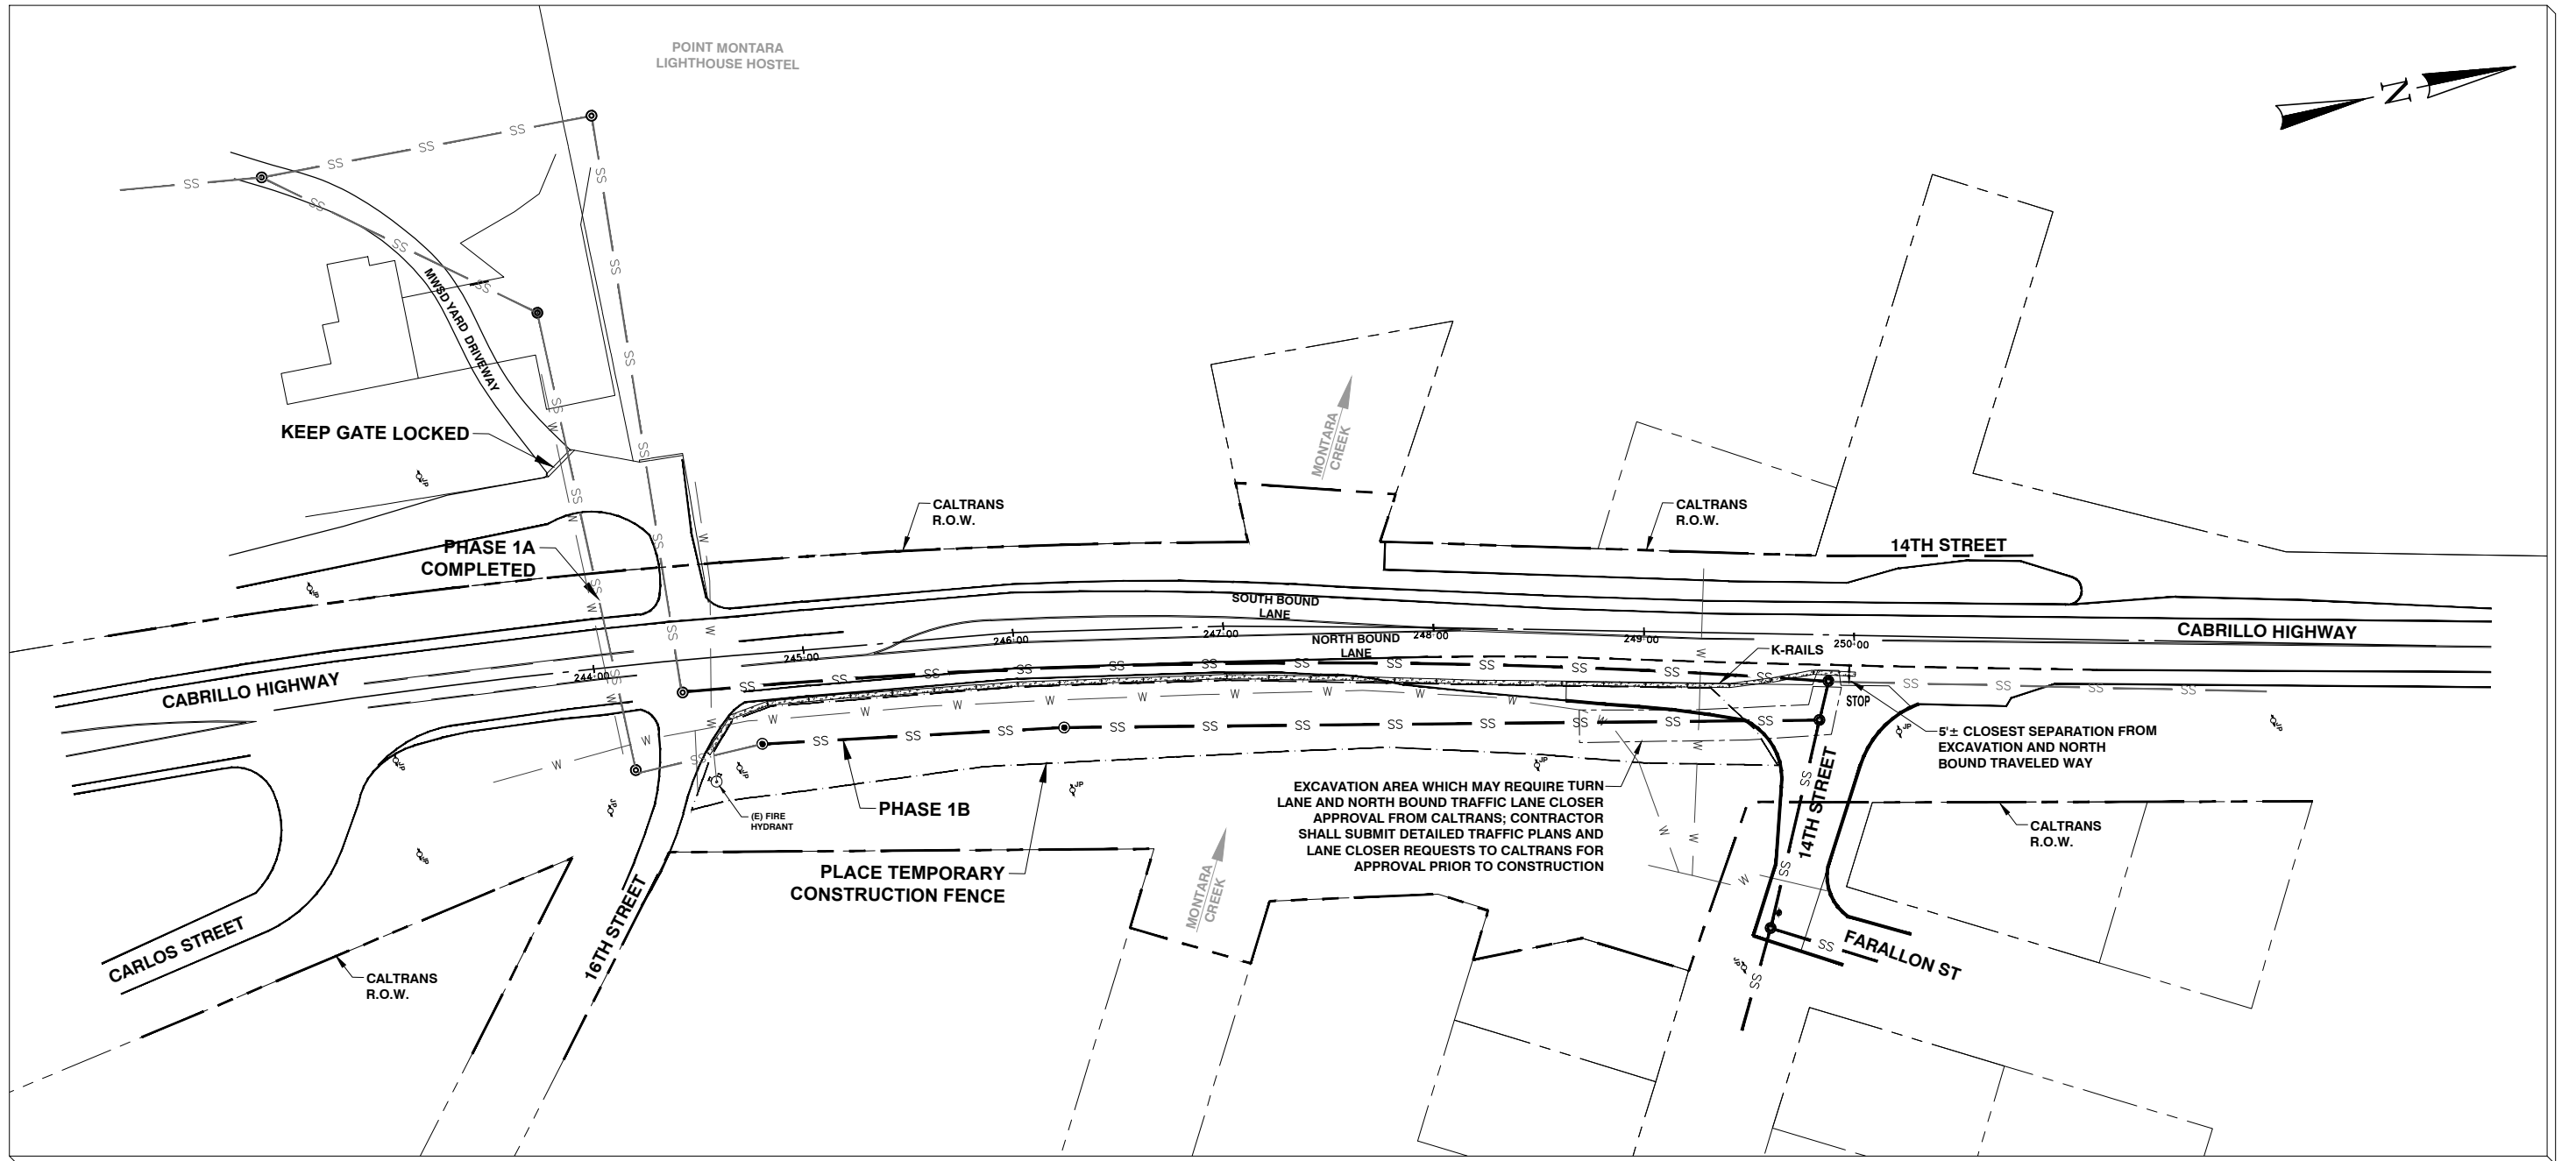 POINT MONTARA
LIGHTHOUSE HOSTEL
N
MWSD YARD DRIVEWAY
KEEP GATE LOCKED
PHASE 1A
COMPLETED
CALTRANS
R.O.W.
MONTARA
CREEK
CALTRANS
R.O.W.
14TH STREET
SOUTH BOUND
LANE
NORTH BOUND
LANE
244+00
245+00
246+00
247+00
248+00
249+00
250+00
CABRILLO HIGHWAY
CABRILLO HIGHWAY
K-RAILS
STOP
5'± CLOSEST SEPARATION FROM
EXCAVATION AND NORTH
BOUND TRAVELED WAY
(E) FIRE
HYDRANT
PHASE 1B
PLACE TEMPORARY
CONSTRUCTION FENCE
EXCAVATION AREA WHICH MAY REQUIRE TURN
LANE AND NORTH BOUND TRAFFIC LANE CLOSER
APPROVAL FROM CALTRANS; CONTRACTOR
SHALL SUBMIT DETAILED TRAFFIC PLANS AND
LANE CLOSER REQUESTS TO CALTRANS FOR
APPROVAL PRIOR TO CONSTRUCTION
14TH STREET
CALTRANS
R.O.W.
MONTARA
CREEK
16TH STREET
CARLOS STREET
CALTRANS
R.O.W.
FARALLON ST
SS
W
JP